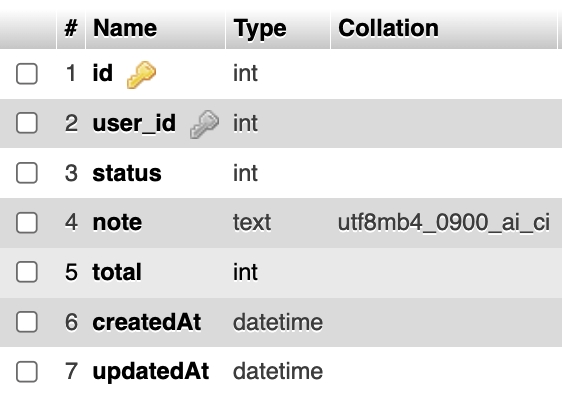 # Name Type Collation
1 id int
2 user_id int
3 status int
4 note text utf8mb4_0900_ai_ci
5 total int
6 createdAt datetime
7 updatedAt datetime